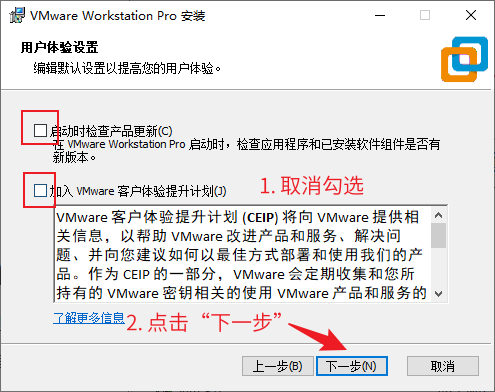 VMware Workstation Pro 安装
用户体验设置
编辑默认设置以提高您的用户体验。
启动时检查产品更新(C)
在 VMware Workstation Pro 启动时，检查应用程序和已安装软件组件是否有
新版本。
加入 VMware 客户体验提升计划(J)
1. 取消勾选
VMware 客户体验提升计划 (CEIP) 将向 VMware 提供相
关信息，以帮助 VMware 改进产品和服务、解决问
题、并向您建议如何以最佳方式部署和使用我们的产
品。作为 CEIP 的一部分，VMware 会定期收集和您所
持有的 VMware 密钥相关的使用 VMware 产品和服务的
了解更多信息
2. 点击“下一步”
上一步(B)
下一步(N)
取消